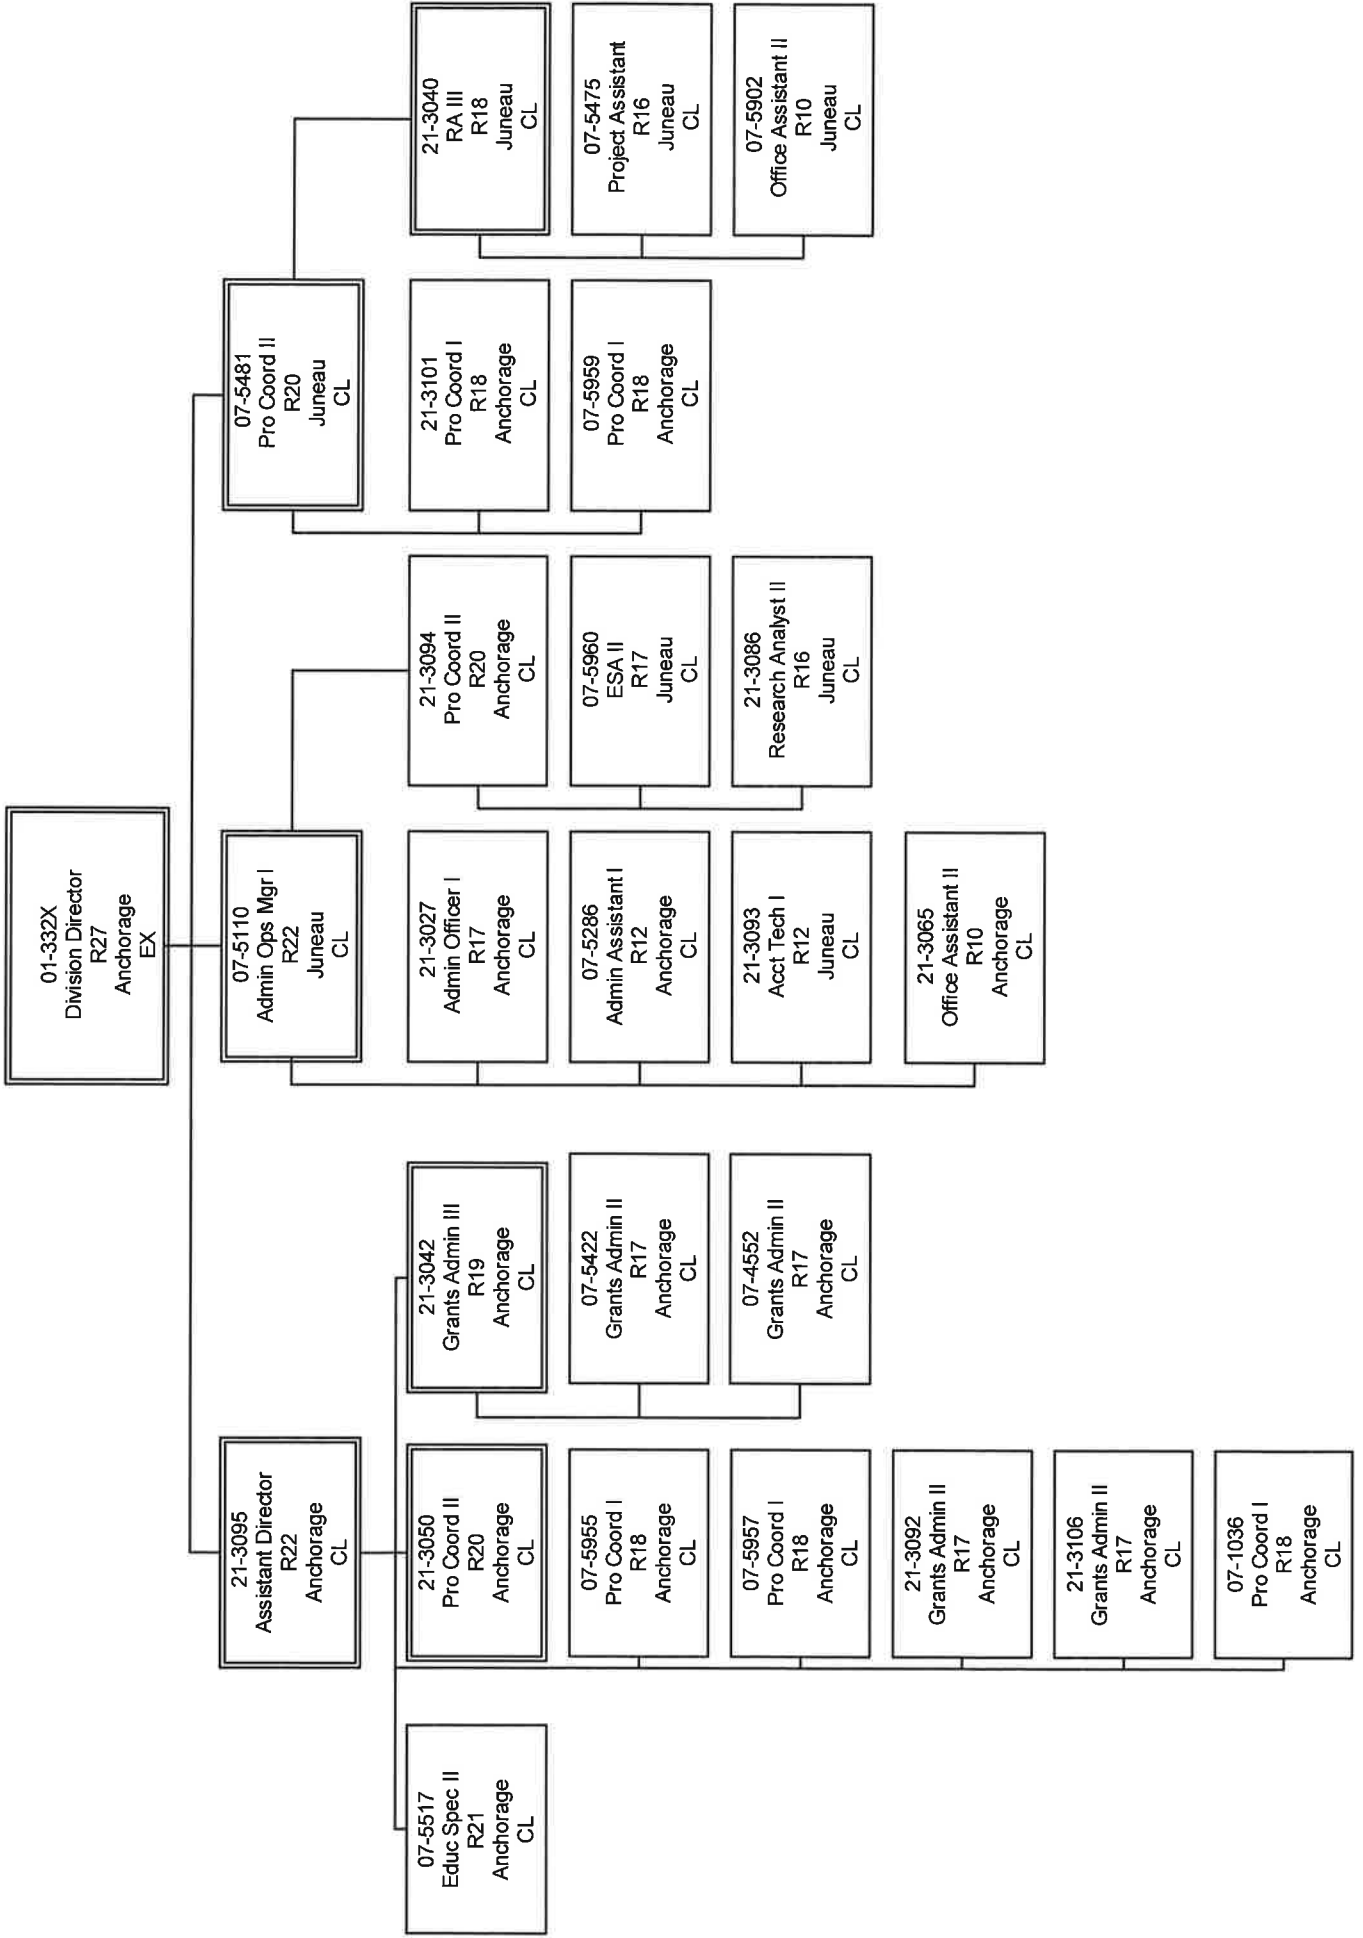 01-332X
Division Director
R27
Anchorage
EX
21-3095
Assistant Director
R22
Anchorage
CL
07-5110
Admin Ops Mgr I
R22
Juneau
CL
07-5481
Pro Coord II
R20
Juneau
CL
07-5517
Educ Spec II
R21
Anchorage
CL
21-3050
Pro Coord II
R20
Anchorage
CL
21-3042
Grants Admin III
R19
Anchorage
CL
21-3027
Admin Officer I
R17
Anchorage
CL
21-3094
Pro Coord II
R20
Anchorage
CL
21-3101
Pro Coord I
R18
Anchorage
CL
21-3040
RA III
R18
Juneau
CL
07-5955
Pro Coord I
R18
Anchorage
CL
07-5422
Grants Admin II
R17
Anchorage
CL
07-5286
Admin Assistant I
R12
Anchorage
CL
07-5960
ESA II
R17
Juneau
CL
07-5959
Pro Coord I
R18
Anchorage
CL
07-5475
Project Assistant
R16
Juneau
CL
07-5957
Pro Coord I
R18
Anchorage
CL
07-4552
Grants Admin II
R17
Anchorage
CL
21-3093
Acct Tech I
R12
Juneau
CL
21-3086
Research Analyst II
R16
Juneau
CL
07-5902
Office Assistant II
R10
Juneau
CL
21-3092
Grants Admin II
R17
Anchorage
CL
21-3065
Office Assistant II
R10
Anchorage
CL
21-3106
Grants Admin II
R17
Anchorage
CL
07-1036
Pro Coord I
R18
Anchorage
CL